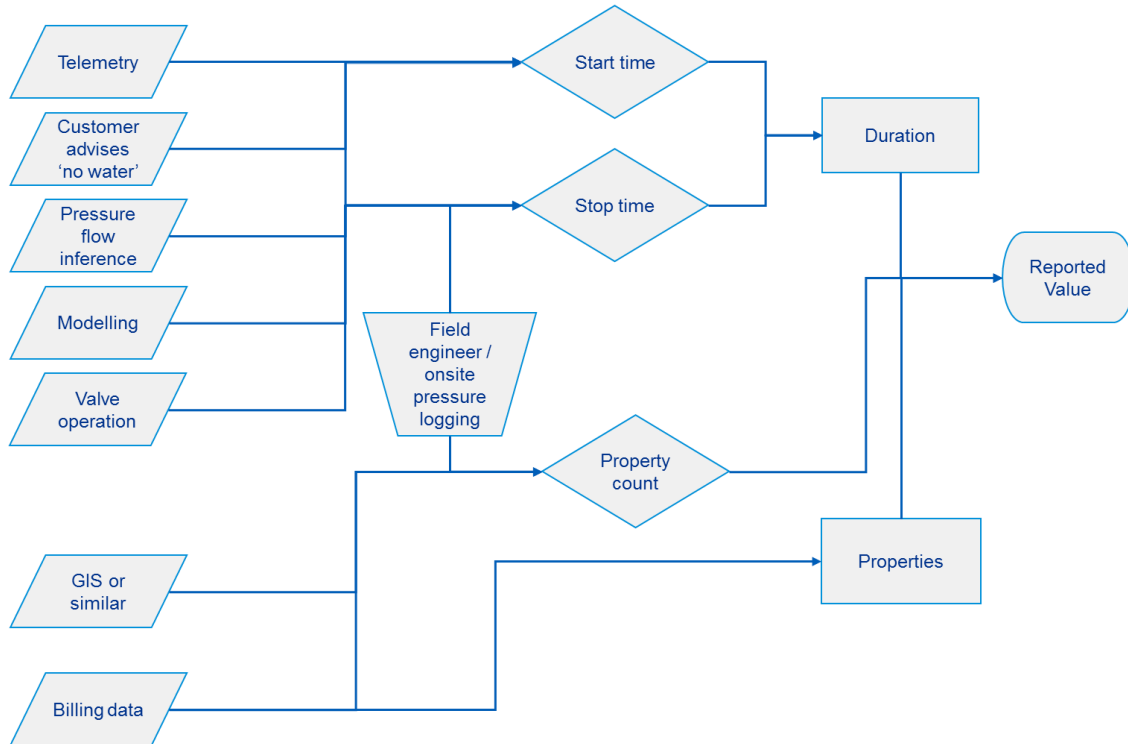 Telemetry
Start time
Customer
advises
‘no water’
Duration
Pressure
flow
inference
Stop time
Reported
Value
Modelling
Field
engineer /
onsite
pressure
logging
Valve
operation
Property
count
GIS or
similar
Properties
Billing data